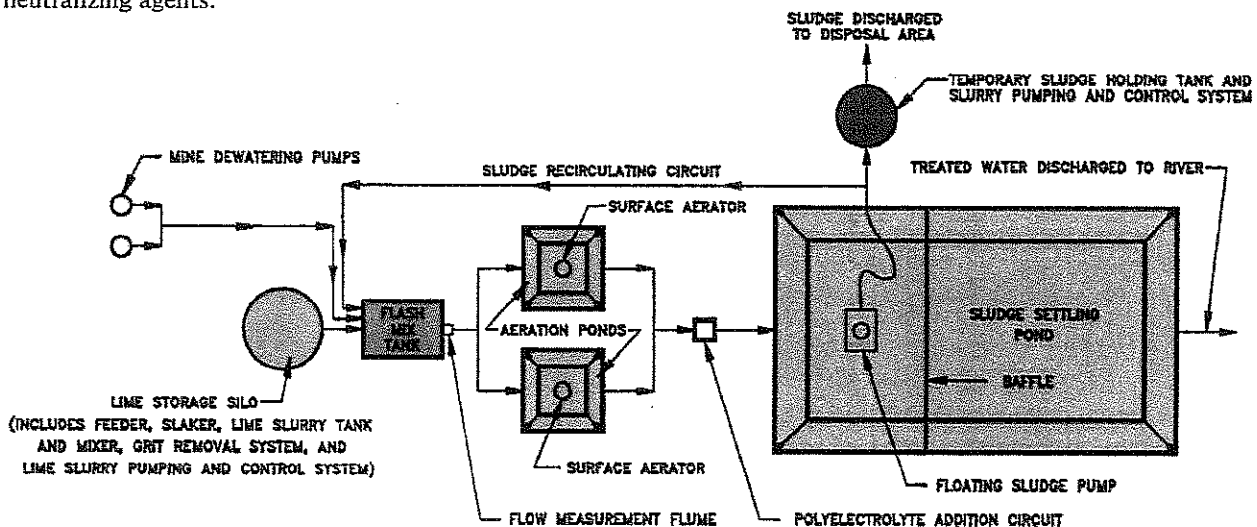 neutralizing agents.
SLUDGE DISCHARGED
TO DISPOSAL AREA
TEMPORARY SLUDGE HOLDING TANK AND
SLURRY PUMPING AND CONTROL SYSTEM
MINE DEWATERING PUMPS
SLUDGE RECIRCULATING CIRCUIT
TREATED WATER DISCHARGED TO RIVER
SURFACE AERATOR
FLASH
MIX
TANK
AERATION PONDS
SLUDGE SETTLING
POND
BAFFLE
LIME STORAGE SILO
(INCLUDES FEEDER, SLAKER, LIME SLURRY TANK
AND MIXER, GRIT REMOVAL SYSTEM, AND
LIME SLURRY PUMPING AND CONTROL SYSTEM)
SURFACE AERATOR
FLOATING SLUDGE PUMP
FLOW MEASUREMENT FLUME
POLYELECTROLYTE ADDITION CIRCUIT